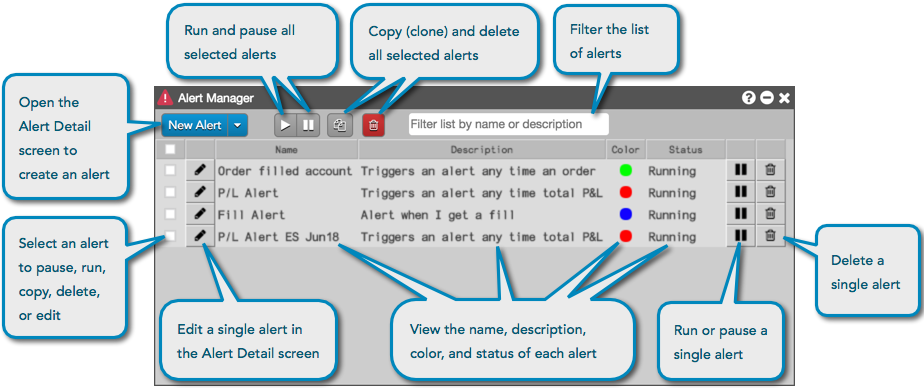 Run and pause all
selected alerts
Copy (clone) and delete
all selected alerts
Filter the list
of alerts
Open the
Alert Detail
screen to
create an alert
Alert Manager
New Alert
Filter list by name or description
Name Description Color Status
Order filled account Triggers an alert any time an order Running
P/L Alert Triggers an alert any time total P&L Running
Fill Alert Alert when I get a fill Running
P/L Alert ES Jun18 Triggers an alert any time total P&L Running
Select an alert
to pause, run,
copy, delete,
or edit
Edit a single alert in
the Alert Detail screen
View the name, description,
color, and status of each alert
Run or pause a
single alert
Delete a
single alert